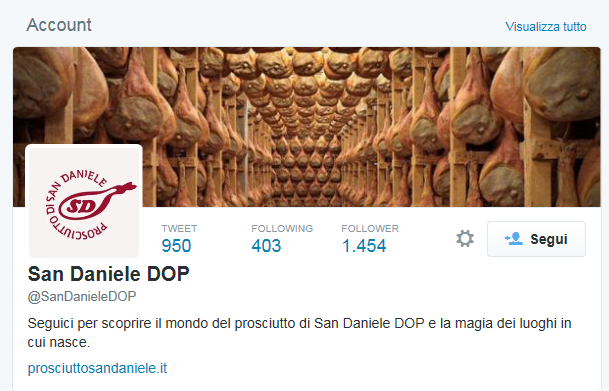 Account
Visualizza tutto
PROSCIUTTO DI SAN DANIELE
SD
TWEET
950
FOLLOWING
403
FOLLOWER
1.454
Segui
San Daniele DOP
@SanDanieleDOP
Seguici per scoprire il mondo del prosciutto di San Daniele DOP e la magia dei luoghi in
cui nasce.
prosciuttosandaniele.it